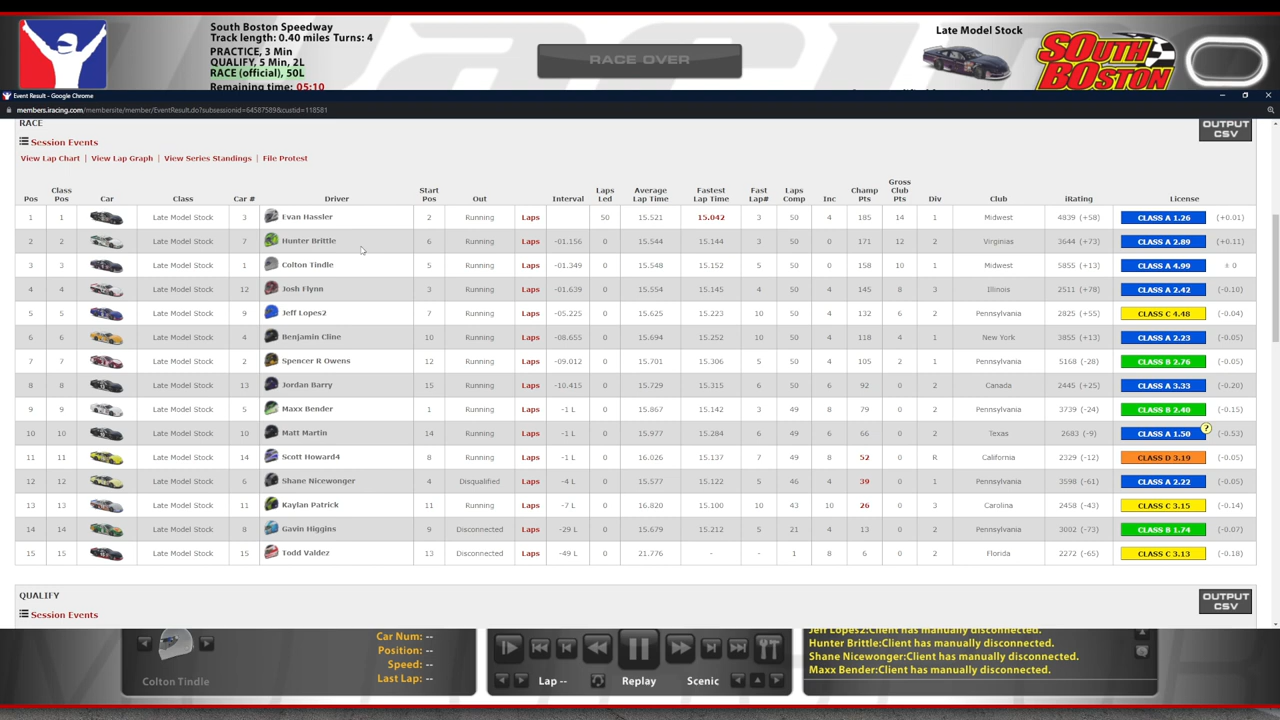 South Boston Speedway
Track length: 0.40 miles Turns: 4
PRACTICE, 3 Min
QUALIFY, 5 Min, 2L
RACE (official), 50L
Remaining time: 05:10
RACE OVER
Late Model Stock
SOUTH
BOSTON
Event Result - Google Chrome
members.iracing.com/membersite/member/EventResult.do?subsessionid=64587589&custid=118581
RACE
OUTPUT CSV
Session Events
View Lap Chart | View Lap Graph | View Series Standings | File Protest
Pos Class Pos Car Class Car # Driver Start Pos Out Interval Laps Led Average Lap Time Fastest Lap Time Fast Lap# Laps Comp Inc Champ Pts Gross Club Pts Div Club iRating License
1 1 Late Model Stock 3 Evan Hassler 2 Running Laps 50 15.521 15.042 3 50 0 185 14 1 Midwest 4839 (+58) CLASS A 1.26 (+0.01)
2 2 Late Model Stock 7 Hunter Brittle 6 Running Laps -01.156 0 15.544 15.144 3 50 0 171 12 2 Virginias 3644 (+73) CLASS A 2.89 (+0.11)
3 3 Late Model Stock 1 Colton Tindle 5 Running Laps -01.349 0 15.548 15.152 5 50 0 158 10 1 Midwest 5855 (+13) CLASS A 4.99 ± 0
4 4 Late Model Stock 12 Josh Flynn 3 Running Laps -01.639 0 15.554 15.145 4 50 4 145 8 3 Illinois 2511 (+78) CLASS A 2.42 (-0.10)
5 5 Late Model Stock 9 Jeff Lopes2 7 Running Laps -05.225 0 15.625 15.223 10 50 4 132 6 2 Pennsylvania 2825 (+55) CLASS C 4.48 (-0.04)
6 6 Late Model Stock 4 Benjamin Cline 10 Running Laps -08.655 0 15.694 15.252 10 50 4 118 4 1 New York 3855 (+13) CLASS A 2.23 (-0.05)
7 7 Late Model Stock 2 Spencer R Owens 12 Running Laps -09.012 0 15.701 15.306 5 50 4 105 2 1 Pennsylvania 5168 (-28) CLASS B 2.76 (-0.05)
8 8 Late Model Stock 13 Jordan Barry 15 Running Laps -10.415 0 15.729 15.315 6 50 6 92 0 2 Canada 2445 (+25) CLASS A 3.33 (-0.20)
9 9 Late Model Stock 5 Maxx Bender 1 Running Laps -1 L 0 15.867 15.142 3 49 8 79 0 2 Pennsylvania 3739 (-24) CLASS B 2.40 (-0.15)
10 10 Late Model Stock 10 Matt Martin 14 Running Laps -1 L 0 15.977 15.284 6 49 6 66 0 2 Texas 2683 (-9) CLASS A 1.50 ? (-0.53)
11 11 Late Model Stock 14 Scott Howard4 8 Running Laps -1 L 0 16.026 15.137 7 49 8 52 0 R California 2329 (-12) CLASS D 3.19 (-0.05)
12 12 Late Model Stock 6 Shane Nicewonger 4 Disqualified Laps -4 L 0 15.577 15.122 5 46 4 39 0 1 Pennsylvania 3598 (-61) CLASS A 2.22 (-0.05)
13 13 Late Model Stock 11 Kaylan Patrick 11 Running Laps -7 L 0 16.820 15.100 10 43 10 26 0 3 Carolina 2458 (-43) CLASS C 3.15 (-0.14)
14 14 Late Model Stock 8 Gavin Higgins 9 Disconnected Laps -29 L 0 15.679 15.212 5 21 4 13 0 2 Pennsylvania 3002 (-73) CLASS B 1.74 (-0.07)
15 15 Late Model Stock 15 Todd Valdez 13 Disconnected Laps -49 L 0 21.776 - - 1 8 6 0 2 Florida 2272 (-65) CLASS C 3.13 (-0.18)
QUALIFY
OUTPUT CSV
Session Events
Colton Tindle
Car Num: --
Position: --
Speed: --
Last Lap: --
Lap -- Replay Scenic
Jeff Lopes2:Client has manually disconnected.
Hunter Brittle:Client has manually disconnected.
Shane Nicewonger:Client has manually disconnected.
Maxx Bender:Client has manually disconnected.